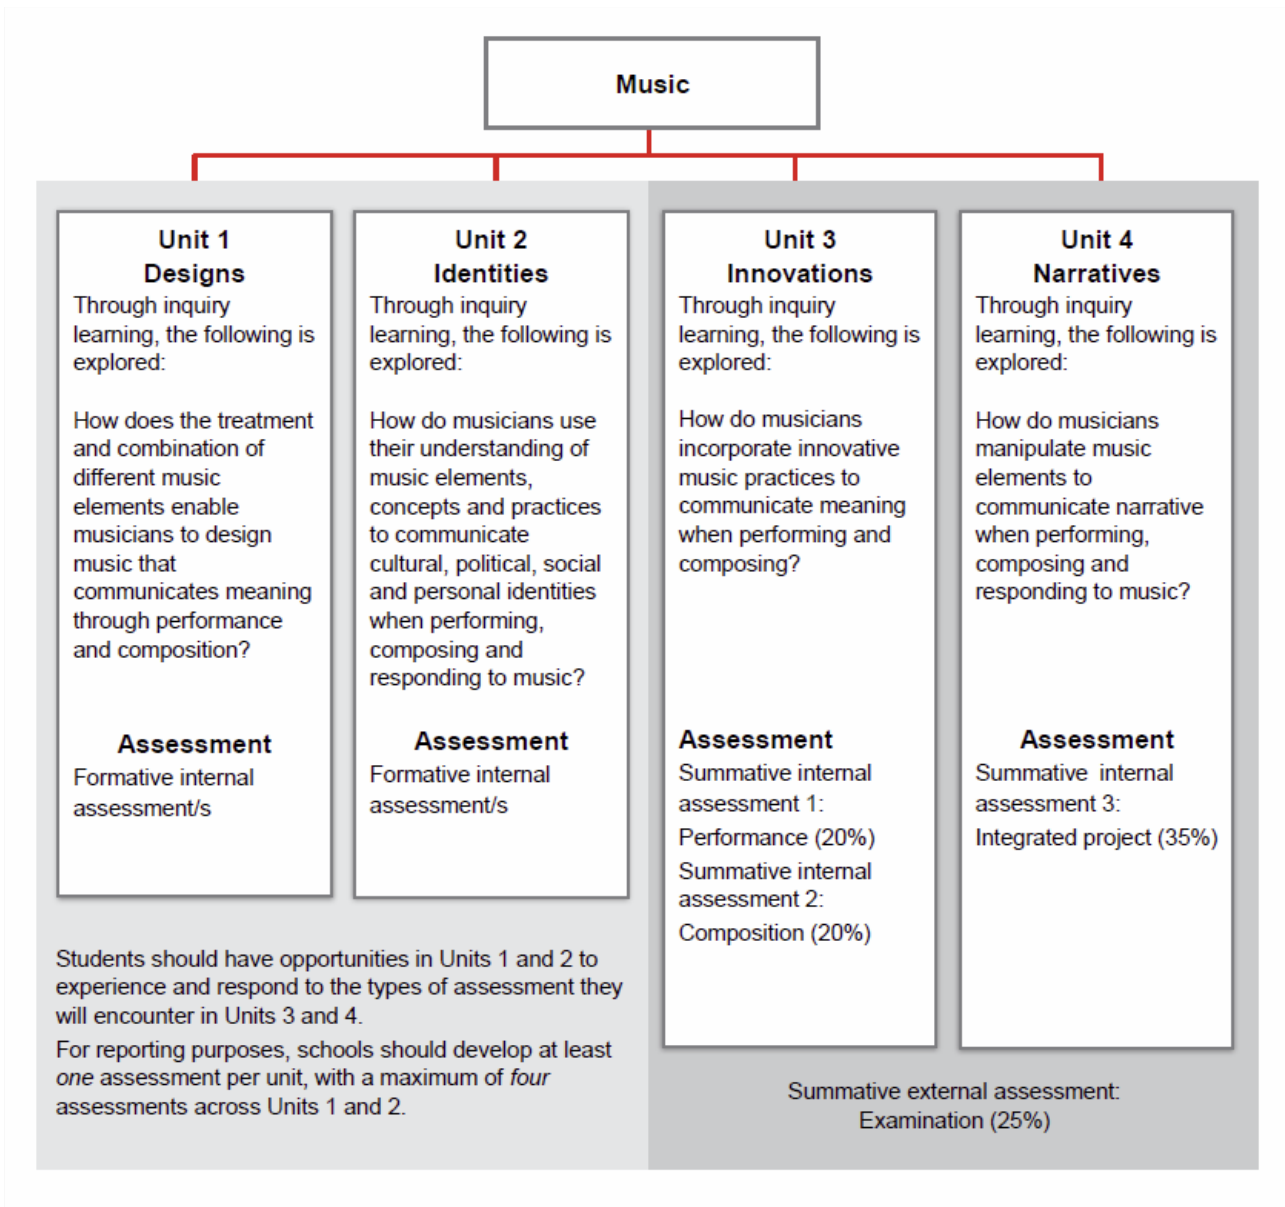 Music
Unit 1
Designs
Through inquiry
learning, the following is
explored:
How does the treatment
and combination of
different music
elements enable
musicians to design
music that
communicates meaning
through performance
and composition?
Assessment
Formative internal
assessment/s
Unit 2
Identities
Through inquiry
learning, the following is
explored:
How do musicians use
their understanding of
music elements,
concepts and practices
to communicate
cultural, political, social
and personal identities
when performing,
composing and
responding to music?
Assessment
Formative internal
assessment/s
Students should have opportunities in Units 1 and 2 to
experience and respond to the types of assessment they
will encounter in Units 3 and 4.
For reporting purposes, schools should develop at least
one assessment per unit, with a maximum of four
assessments across Units 1 and 2.
Unit 3
Innovations
Through inquiry
learning, the following is
explored:
How do musicians
incorporate innovative
music practices to
communicate meaning
when performing and
composing?
Assessment
Summative internal
assessment 1:
Performance (20%)
Summative internal
assessment 2:
Composition (20%)
Unit 4
Narratives
Through inquiry
learning, the following is
explored:
How do musicians
manipulate music
elements to
communicate narrative
when performing,
composing and
responding to music?
Assessment
Summative internal
assessment 3:
Integrated project (35%)
Summative external assessment:
Examination (25%)